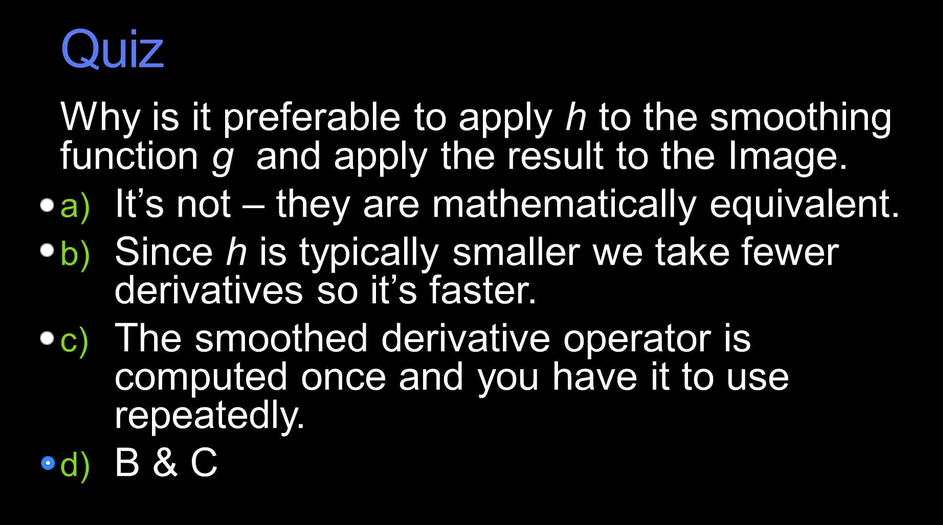 Quiz
Why is it preferable to apply h to the smoothing
function g and apply the result to the Image.
a) It’s not – they are mathematically equivalent.
b) Since h is typically smaller we take fewer
derivatives so it’s faster.
c) The smoothed derivative operator is
computed once and you have it to use
repeatedly.
d) B & C